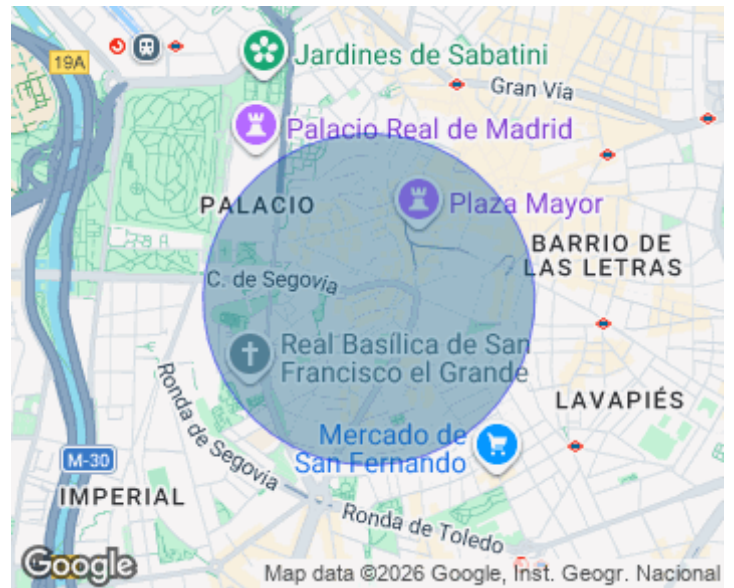 Jardines de Sabatini
19A
Gran Vía
Palacio Real de Madrid
PALACIO
Plaza Mayor
BARRIO DE
LAS LETRAS
C. de Segovia
Real Basílica de San
Francisco el Grande
Ronda de Segovia
LAVAPIÉS
Mercado de
San Fernando
M-30
IMPERIAL
Ronda de Toledo
Google
Map data ©2026 Google, Inst. Geogr. Nacional